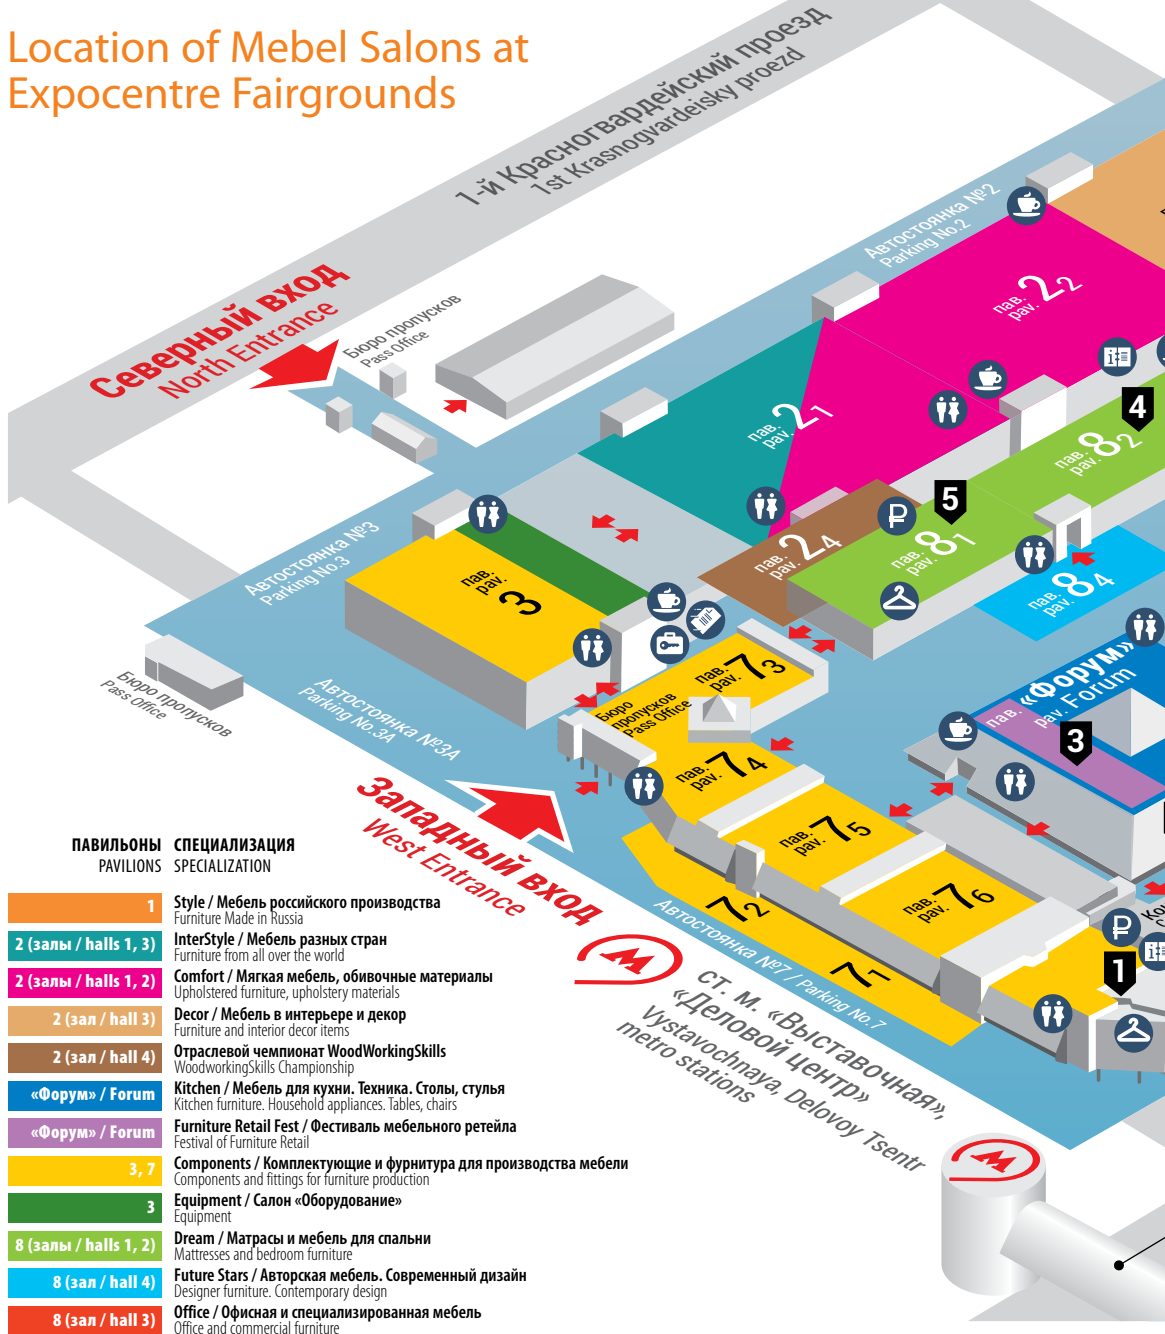 Location of Mebel Salons at
Expocentre Fairgrounds
1-й Красногвардейский проезд
1st Krasnogvardeisky proezd
Северный вход
North Entrance
Бюро пропусков
Pass Office
Автостоянка №2
Parking No.2
пав.
pav. 2 2
пав.
pav. 2 1
4
пав.
pav. 8 2
5
пав.
pav. 8 1
пав.
pav. 2 4
пав.
pav. 8 4
Автостоянка №3
Parking No.3
пав.
pav. 3
Бюро пропусков
Pass Office
Автостоянка №3А
Parking No.3A
пав.
pav. 7 3
Бюро
пропусков
Pass Office
пав. «Форум»
pav. Forum
3
пав.
pav. 7 4
пав.
pav. 7 5
пав.
pav. 7 6
7 2
7 1
1
Западный вход
West Entrance
Автостоянка №7 / Parking No.7
ст. м. «Выставочная»,
«Деловой центр»
Vystavochnaya, Delovoy Tsentr
metro stations
ПАВИЛЬОНЫ СПЕЦИАЛИЗАЦИЯ
PAVILIONS SPECIALIZATION
1 Style / Мебель российского производства
Furniture Made in Russia
2 (залы / halls 1, 3) InterStyle / Мебель разных стран
Furniture from all over the world
2 (залы / halls 1, 2) Comfort / Мягкая мебель, обивочные материалы
Upholstered furniture, upholstery materials
2 (зал / hall 3) Decor / Мебель в интерьере и декор
Furniture and interior decor items
2 (зал / hall 4) Отраслевой чемпионат WoodWorkingSkills
WoodworkingSkills Championship
«Форум» / Forum Kitchen / Мебель для кухни. Техника. Столы, стулья
Kitchen furniture. Household appliances. Tables, chairs
«Форум» / Forum Furniture Retail Fest / Фестиваль мебельного ретейла
Festival of Furniture Retail
3, 7 Components / Комплектующие и фурнитура для производства мебели
Components and fittings for furniture production
3 Equipment / Салон «Оборудование»
Equipment
8 (залы / halls 1, 2) Dream / Матрасы и мебель для спальни
Mattresses and bedroom furniture
8 (зал / hall 4) Future Stars / Авторская мебель. Современный дизайн
Designer furniture. Contemporary design
8 (зал / hall 3) Office / Офисная и специализированная мебель
Office and commercial furniture